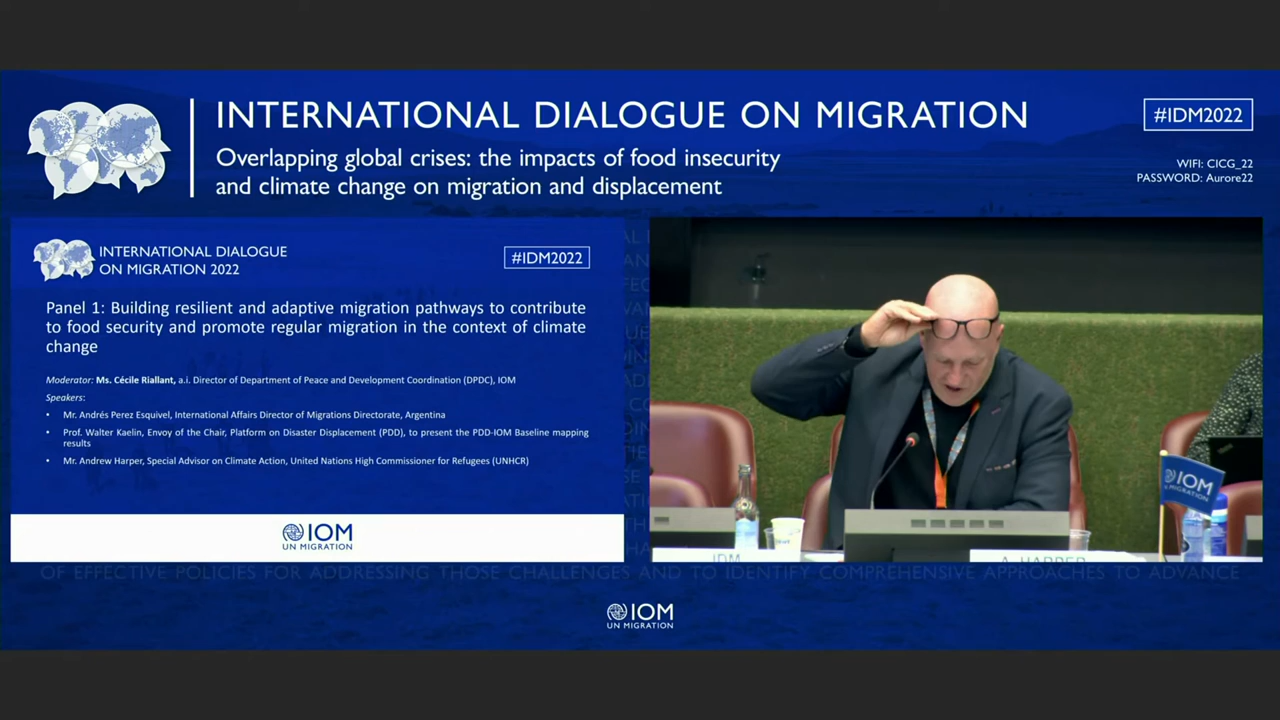 INTERNATIONAL DIALOGUE ON MIGRATION
Overlapping global crises: the impacts of food insecurity
and climate change on migration and displacement
#IDM2022
WIFI: CICG_22
PASSWORD: Aurore22
INTERNATIONAL DIALOGUE
ON MIGRATION 2022
#IDM2022
Panel 1: Building resilient and adaptive migration pathways to contribute
to food security and promote regular migration in the context of climate
change
Moderator: Ms. Cécile Riallant, a.i. Director of Department of Peace and Development Coordination (DPDC), IOM
Speakers:
• Mr. Andrés Perez Esquivel, International Affairs Director of Migrations Directorate, Argentina
• Prof. Walter Kaelin, Envoy of the Chair, Platform on Disaster Displacement (PDD), to present the PDD-IOM Baseline mapping
results
• Mr. Andrew Harper, Special Advisor on Climate Action, United Nations High Commissioner for Refugees (UNHCR)
IOM
UN MIGRATION
IOM
MIGRATION
IDM
A. HARPER
OF EFFECTIVE POLICIES FOR ADDRESSING THOSE CHALLENGES AND TO IDENTIFY COMPREHENSIVE APPROACHES TO ADVANCE
IOM
UN MIGRATION